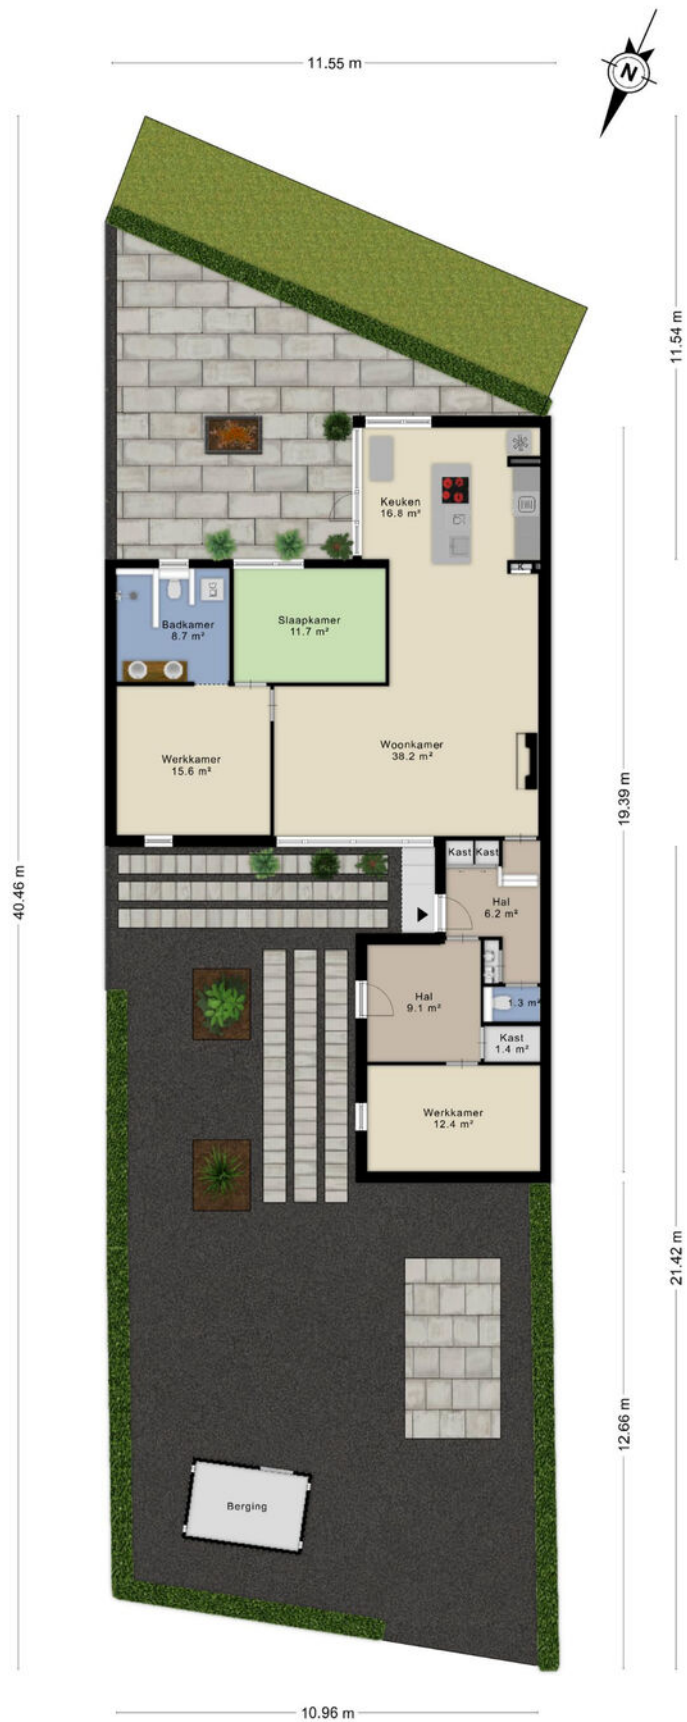 11.55 m
N
11.54 m
Keuken
16.8 m²
K
Slaapkamer
11.7 m²
Badkamer
8.7 m²
Woonkamer
38.2 m²
Werkkamer
15.6 m²
19.39 m
40.46 m
Kast Kast
Hal
6.2 m²
Hal
9.1 m²
1.3 m²
Kast
1.4 m²
Werkkamer
12.4 m²
21.42 m
12.66 m
Berging
10.96 m